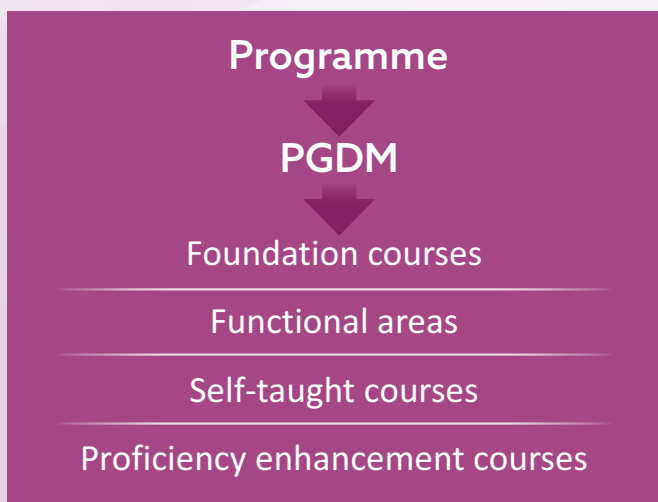 Programme
PGDM
Foundation courses
Functional areas
Self-taught courses
Proficiency enhancement courses